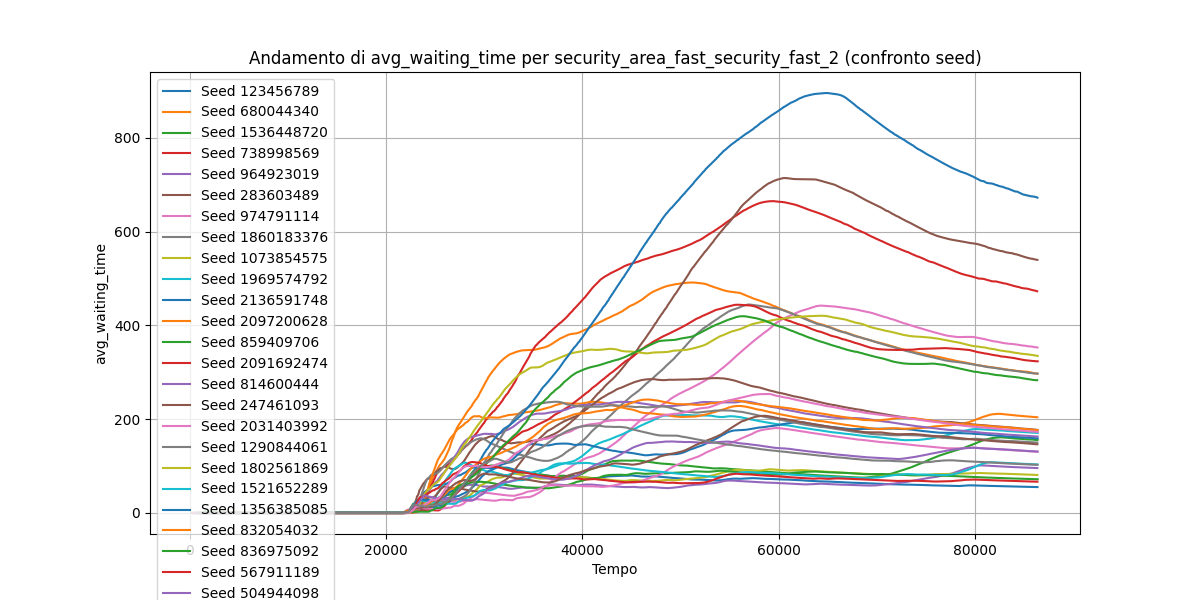 Andamento di avg_waiting_time per security_area_fast_security_fast_2 (confronto seed)
Seed 123456789
Seed 680044340
Seed 1536448720
Seed 738998569
Seed 964923019
Seed 283603489
Seed 974791114
Seed 1860183376
Seed 1073854575
Seed 1969574792
Seed 2136591748
Seed 2097200628
Seed 859409706
Seed 2091692474
Seed 814600444
Seed 247461093
Seed 2031403992
Seed 1290844061
Seed 1802561869
Seed 1521652289
Seed 1356385085
Seed 832054032
Seed 836975092
Seed 567911189
Seed 504944098
800
600
400
200
0
avg_waiting_time
0 20000 40000 60000 80000
Tempo